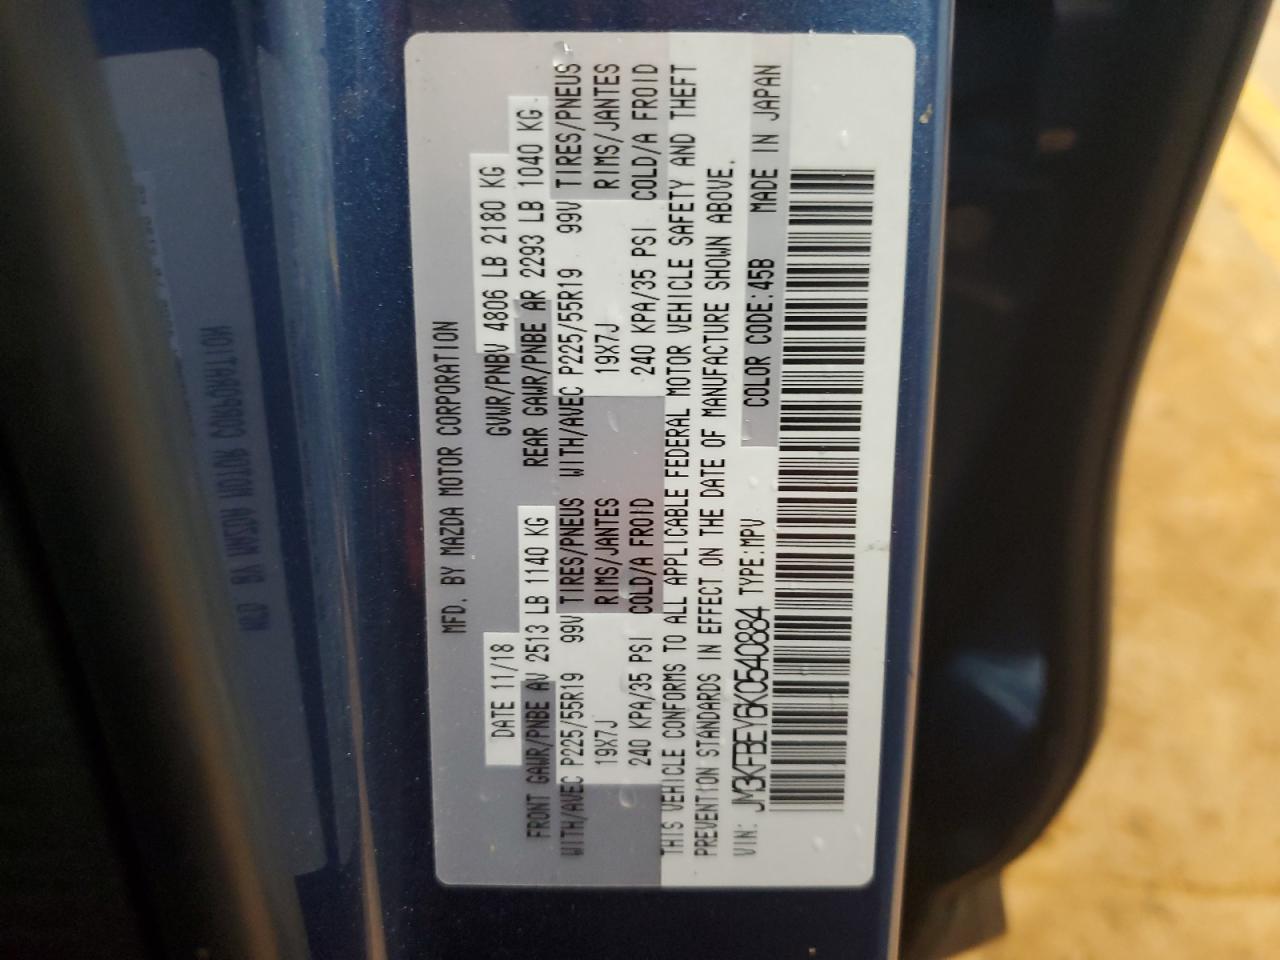 MFD. BY MAZDA MOTOR CORPORATION
DATE 11/18 GVWR/PNBV 4806 LB 2180 KG
FRONT GAWR/PNBE AV 2513 LB 1140 KG REAR GAWR/PNBE AR 2293 LB 1040 KG
WITH/AVEC P225/55R19 99V TIRES/PNEUS WITH/AVEC P225/55R19 99V TIRES/PNEUS
19X7J RIMS/JANTES 19X7J RIMS/JANTES
240 KPA/35 PSI COLD/A FROID 240 KPA/35 PSI COLD/A FROID
THIS VEHICLE CONFORMS TO ALL APPLICABLE FEDERAL MOTOR VEHICLE SAFETY AND THEFT
PREVENTION STANDARDS IN EFFECT ON THE DATE OF MANUFACTURE SHOWN ABOVE.
VIN: JM3KFBEY6K0540884 TYPE:MPV COLOR CODE:45B MADE IN JAPAN